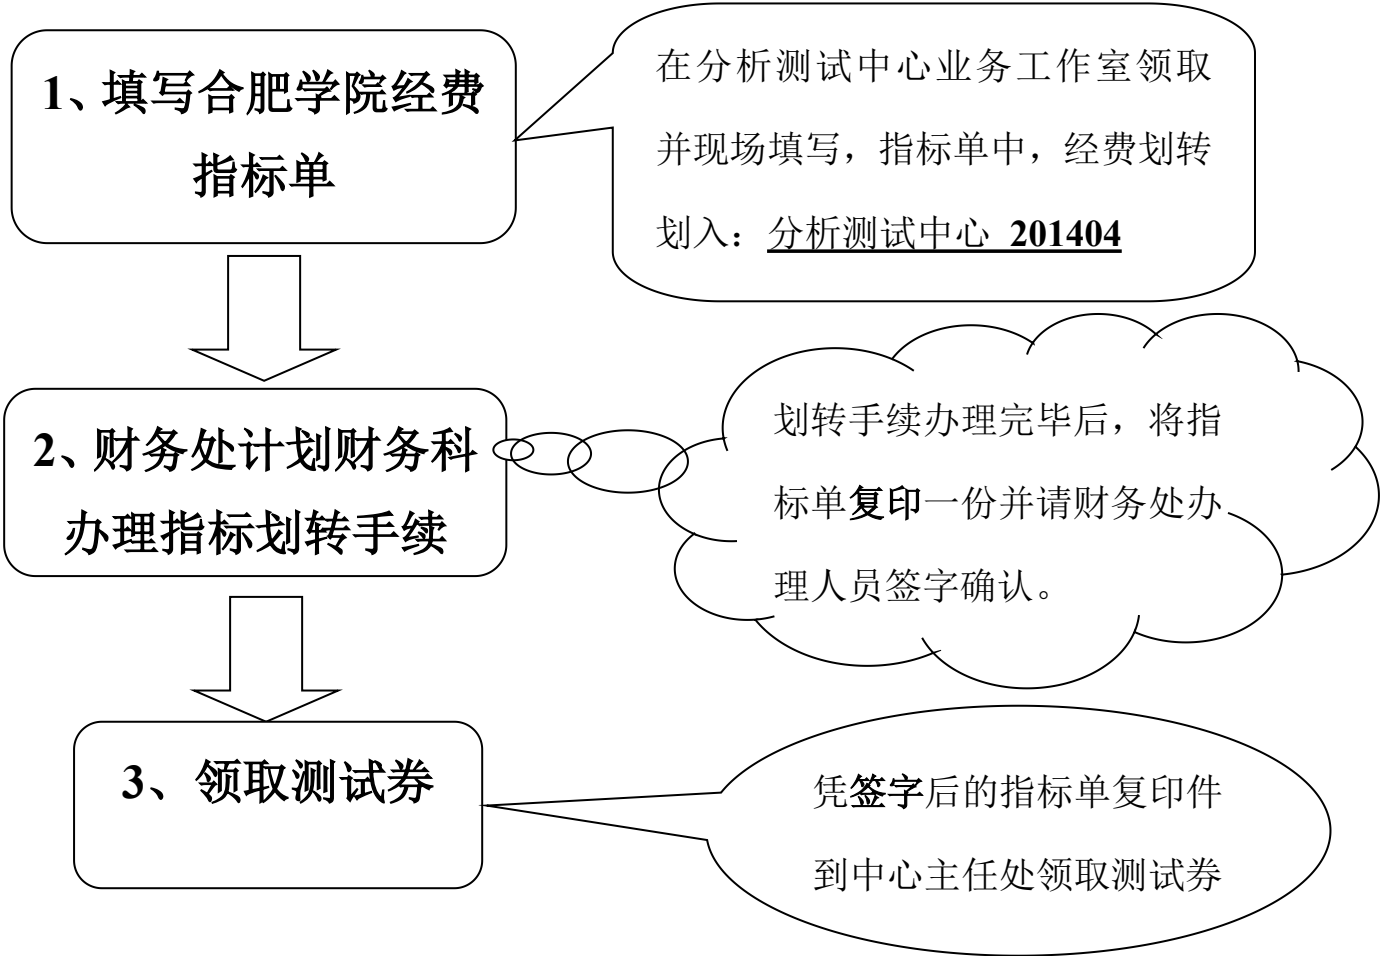 1、填写合肥学院经费
指标单
在分析测试中心业务工作室领取
并现场填写，指标单中，经费划转
划入：分析测试中心 201404
2、财务处计划财务科
办理指标划转手续
划转手续办理完毕后，将指
标单复印一份并请财务处办
理人员签字确认。
3、领取测试券
凭签字后的指标单复印件
到中心主任处领取测试券